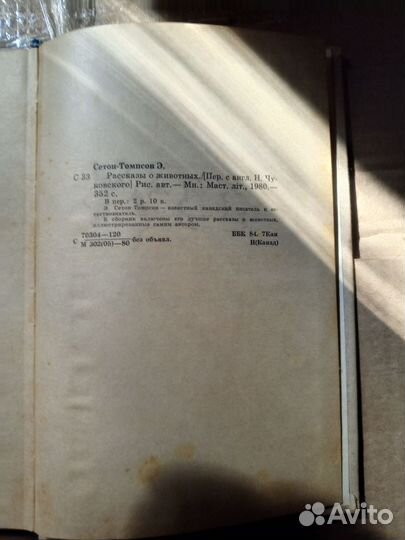 Сетон-Томпсон Э.
С 33 Рассказы о животных./[Пер. с англ. Н. Чу-
ковского] Рис. авт.— Мн.: Маст. літ., 1980.—
352 с.
В пер.: 2 р. 10 к.
Э. Сетон-Томпсон — известный канадский писатель и ес-
тествоиспытатель.
В сборник включены его лучшие рассказы о животных,
иллюстрированные самим автором.
С 70304—120 без объявл. ББК 84. 7Кан
М 302(05)—80 И(Канад)
Avito